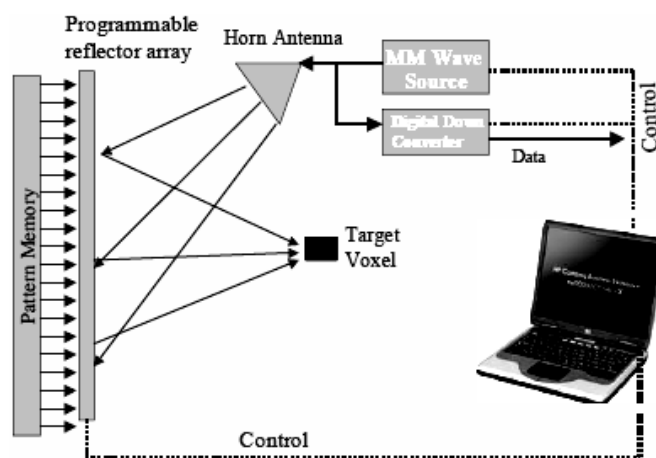 Programmable
reflector array
Horn Antenna
MM Wave
Source
Digital Down
Converter
Data
Control
Pattern Memory
Target
Voxel
Control